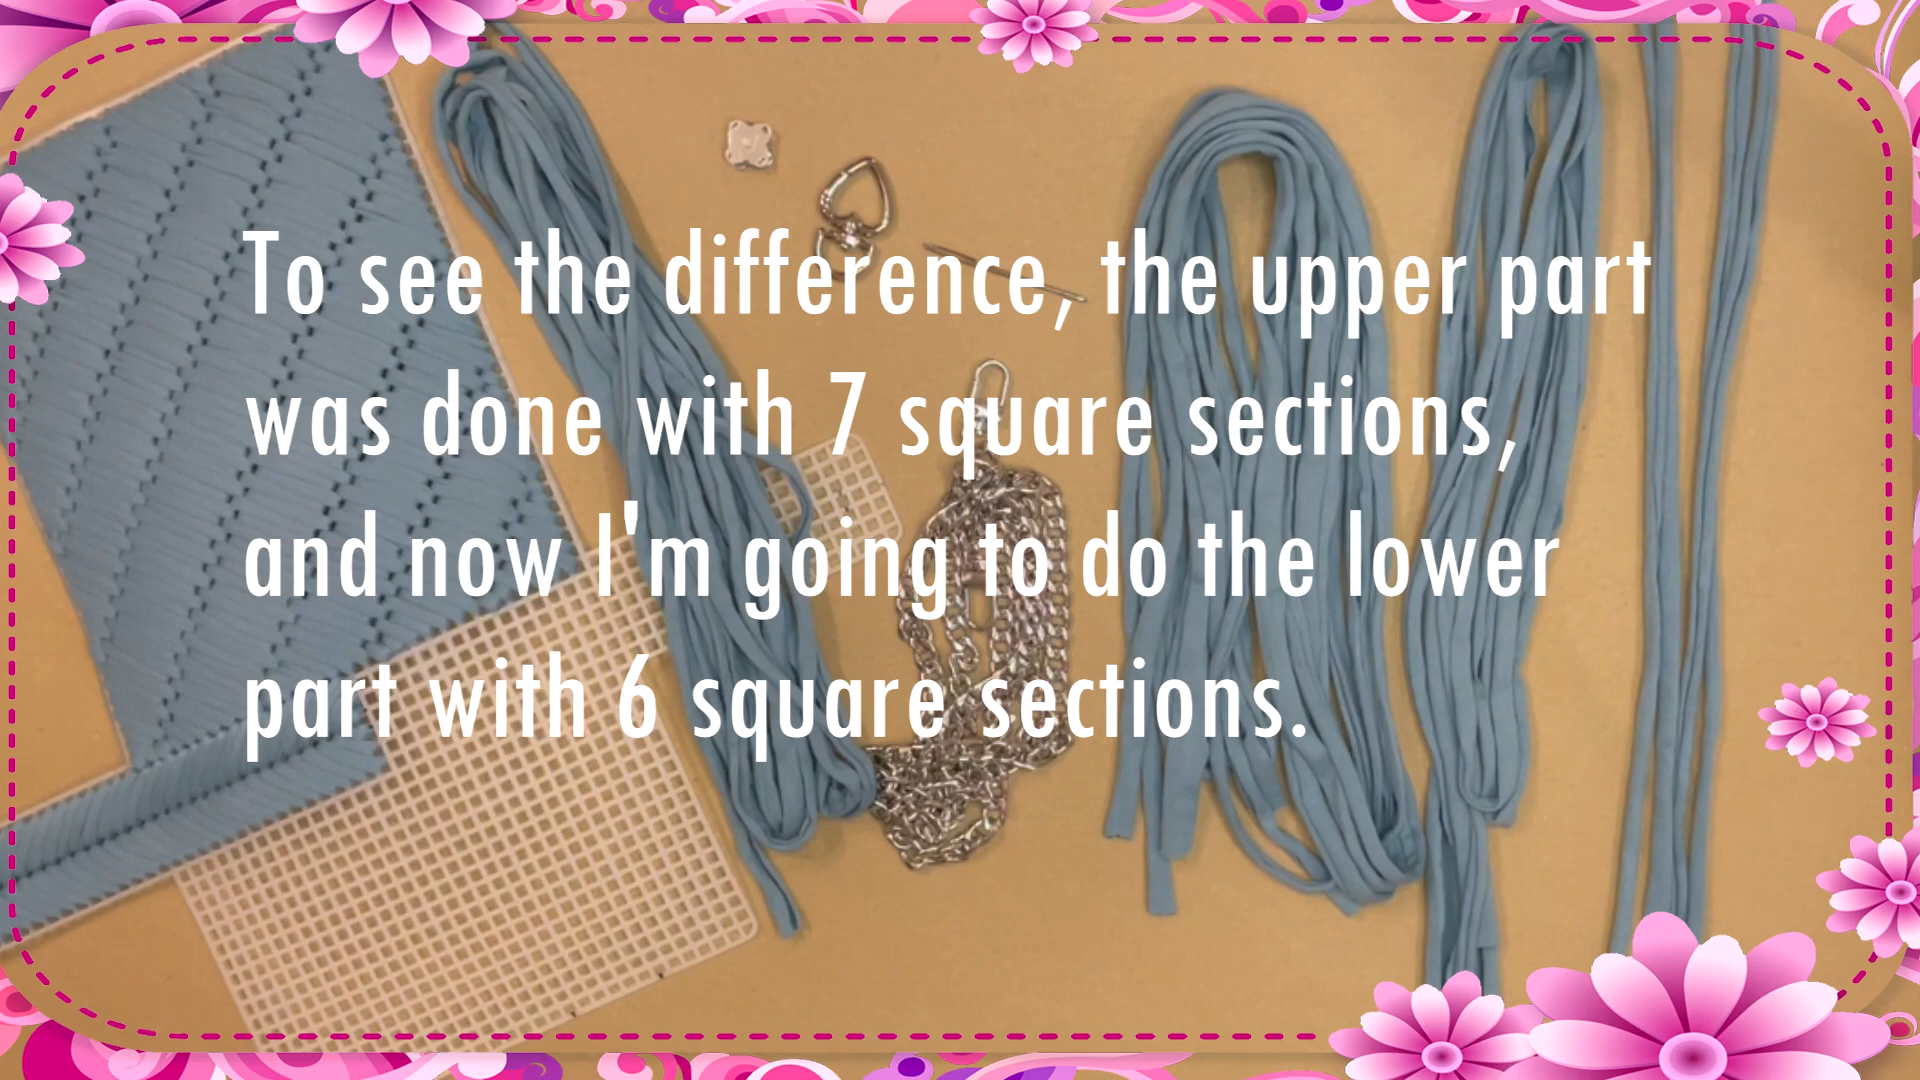 To see the difference, the upper part
was done with 7 square sections,
and now I'm going to do the lower
part with 6 square sections.